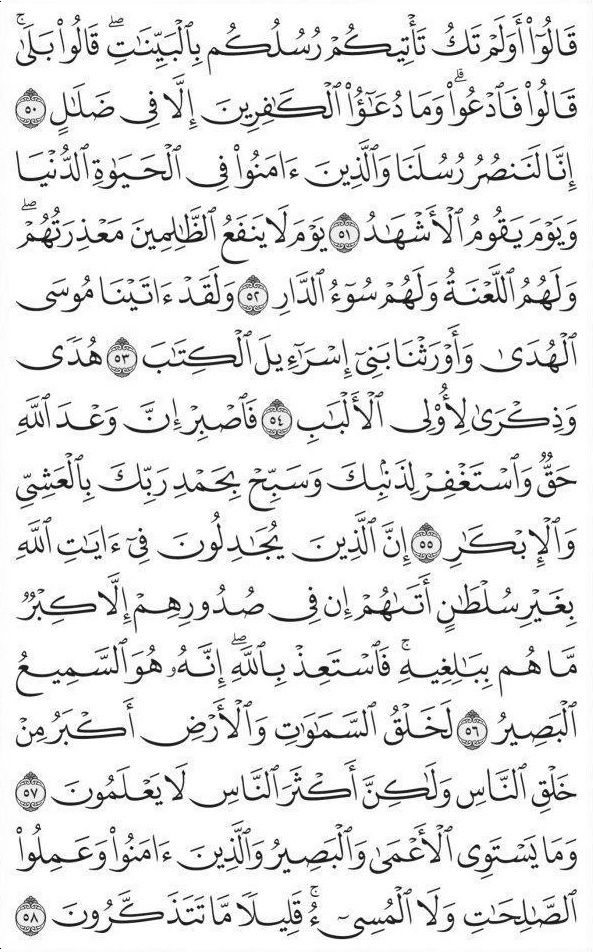 قَالُوٓاْ أَوَلَمۡ تَكُ تَأۡتِيكُمۡ رُسُلُكُم بِٱلۡبَيِّنَٰتِۖ قَالُواْ بَلَىٰۚ
قَالُواْ فَٱدۡعُواْۗ وَمَا دُعَٰٓؤُاْ ٱلۡكَٰفِرِينَ إِلَّا فِي ضَلَٰلٍ ٥٠
إِنَّا لَنَنصُرُ رُسُلَنَا وَٱلَّذِينَ ءَامَنُواْ فِي ٱلۡحَيَوٰةِ ٱلدُّنۡيَا
وَيَوۡمَ يَقُومُ ٱلۡأَشۡهَٰدُ ٥١ يَوۡمَ لَا يَنفَعُ ٱلظَّٰلِمِينَ مَعۡذِرَتُهُمۡۖ
وَلَهُمُ ٱللَّعۡنَةُ وَلَهُمۡ سُوٓءُ ٱلدَّارِ ٥٢ وَلَقَدۡ ءَاتَيۡنَا مُوسَى
ٱلۡهُدَىٰ وَأَوۡرَثۡنَا بَنِيٓ إِسۡرَٰٓءِيلَ ٱلۡكِتَٰبَ ٥٣ هُدٗى
وَذِكۡرَىٰ لِأُوْلِي ٱلۡأَلۡبَٰبِ ٥٤ فَٱصۡبِرۡ إِنَّ وَعۡدَ ٱللَّهِ
حَقّٞ وَٱسۡتَغۡفِرۡ لِذَنۢبِكَ وَسَبِّحۡ بِحَمۡدِ رَبِّكَ بِٱلۡعَشِيِّ
وَٱلۡإِبۡكَٰرِ ٥٥ إِنَّ ٱلَّذِينَ يُجَٰدِلُونَ فِيٓ ءَايَٰتِ ٱللَّهِ
بِغَيۡرِ سُلۡطَٰنٍ أَتَىٰهُمۡ إِن فِي صُدُورِهِمۡ إِلَّا كِبۡرٞ
مَّا هُم بِبَٰلِغِيهِۚ فَٱسۡتَعِذۡ بِٱللَّهِۖ إِنَّهُۥ هُوَ ٱلسَّمِيعُ
ٱلۡبَصِيرُ ٥٦ لَخَلۡقُ ٱلسَّمَٰوَٰتِ وَٱلۡأَرۡضِ أَكۡبَرُ مِنۡ
خَلۡقِ ٱلنَّاسِ وَلَٰكِنَّ أَكۡثَرَ ٱلنَّاسِ لَا يَعۡلَمُونَ ٥٧
وَمَا يَسۡتَوِي ٱلۡأَعۡمَىٰ وَٱلۡبَصِيرُ وَٱلَّذِينَ ءَامَنُواْ وَعَمِلُواْ
ٱلصَّٰلِحَٰتِ وَلَا ٱلۡمُسِيٓءُۚ قَلِيلٗا مَّا تَتَذَكَّرُونَ ٥٨